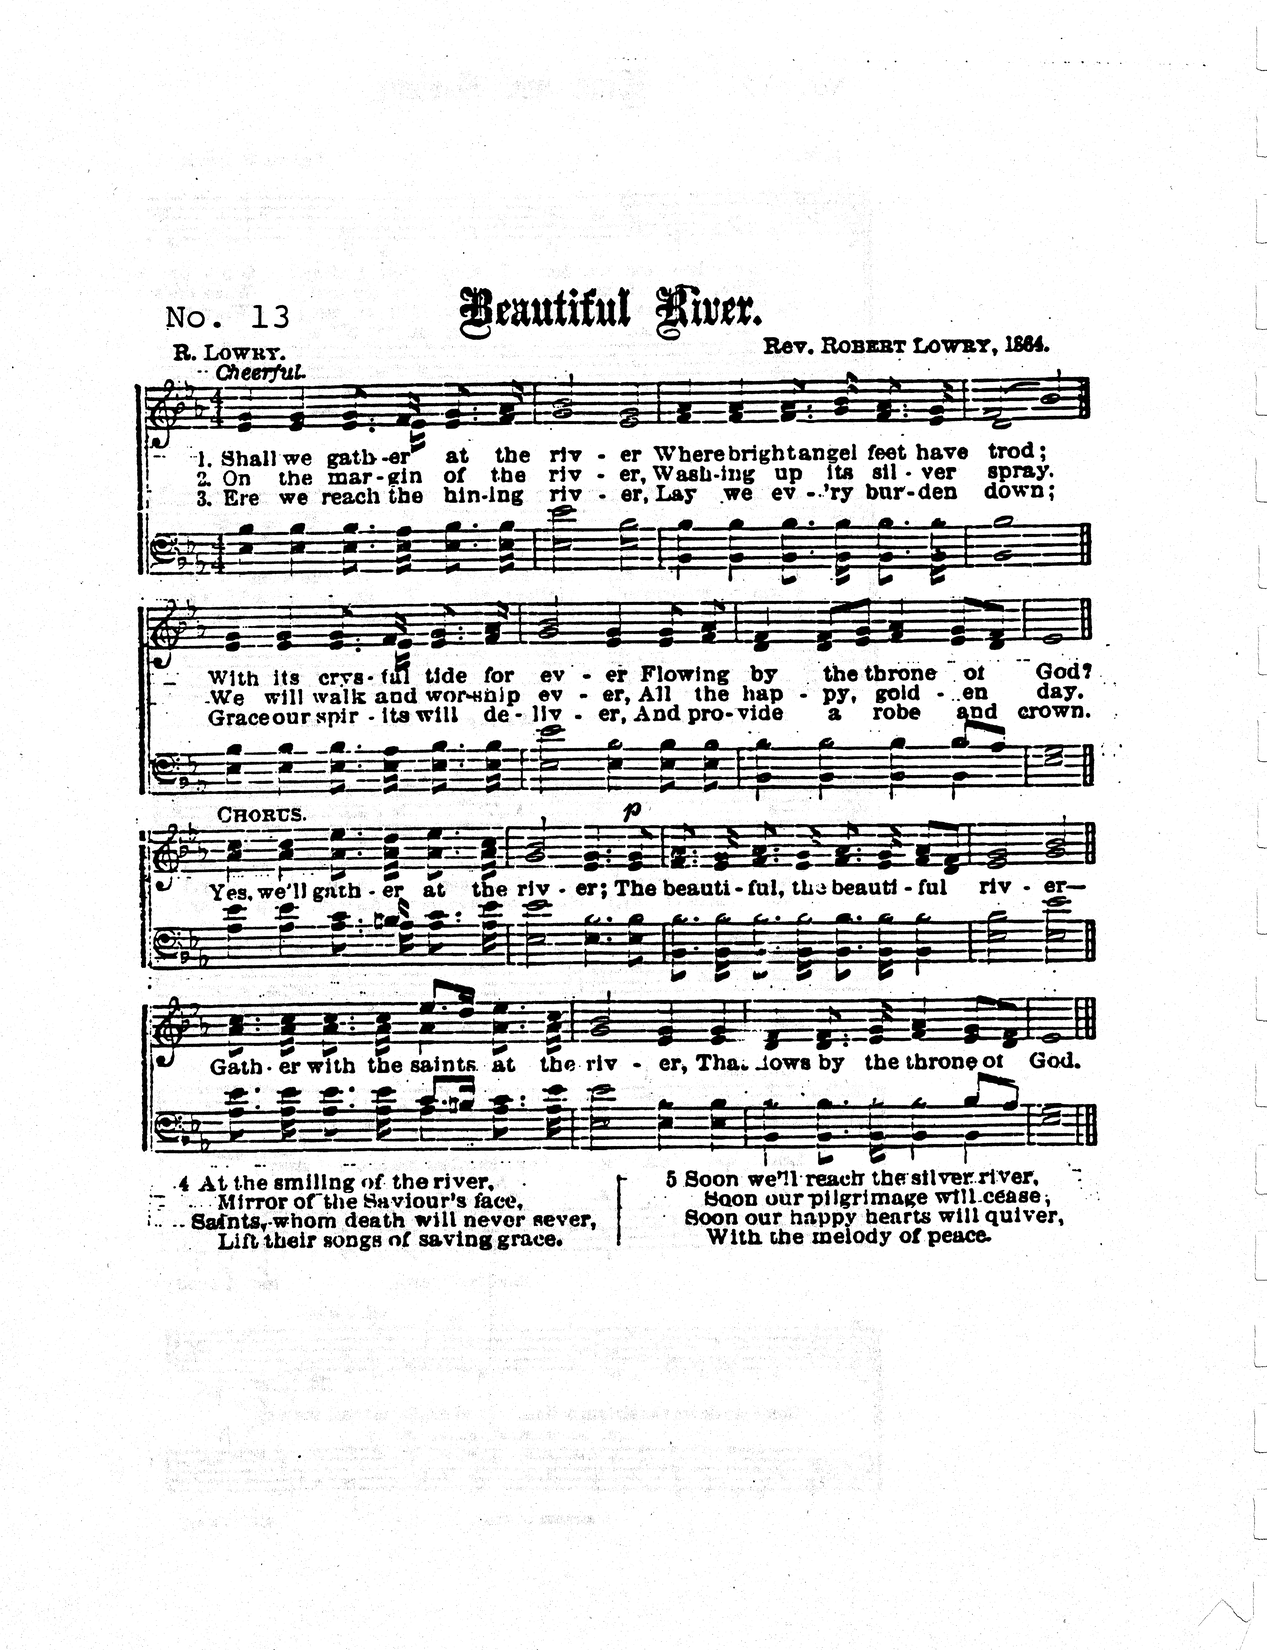 No. 13
Beautiful River.
R. LOWRY.
Rev. ROBERT LOWRY, 1864.
Cheerful.
1. Shall we gath-er at the riv - er Where bright angel feet have trod;
2. On the mar-gin of the riv - er, Wash-ing up its sil - ver spray.
3. Ere we reach the hin-ing riv - er, Lay we ev - 'ry bur-den down;
With its crys-tal tide for ev - er Flowing by the throne of God?
We will walk and worship ev - er, All the hap - py, gold - en day.
Grace our spir - its will de - liv - er, And pro-vide a robe and crown.
CHORUS.
p
Yes, we'll gath - er at the riv - er; The beauti - ful, the beauti - ful riv - er—
Gath - er with the saints at the riv - er, lows by the throne of God.
4 At the smiling of the river,
Mirror of the Saviour's face,
Saints, whom death will never sever,
Lift their songs of saving grace.
5 Soon we'll reach the silver river,
Soon our pilgrimage will cease;
Soon our happy hearts will quiver,
With the melody of peace.